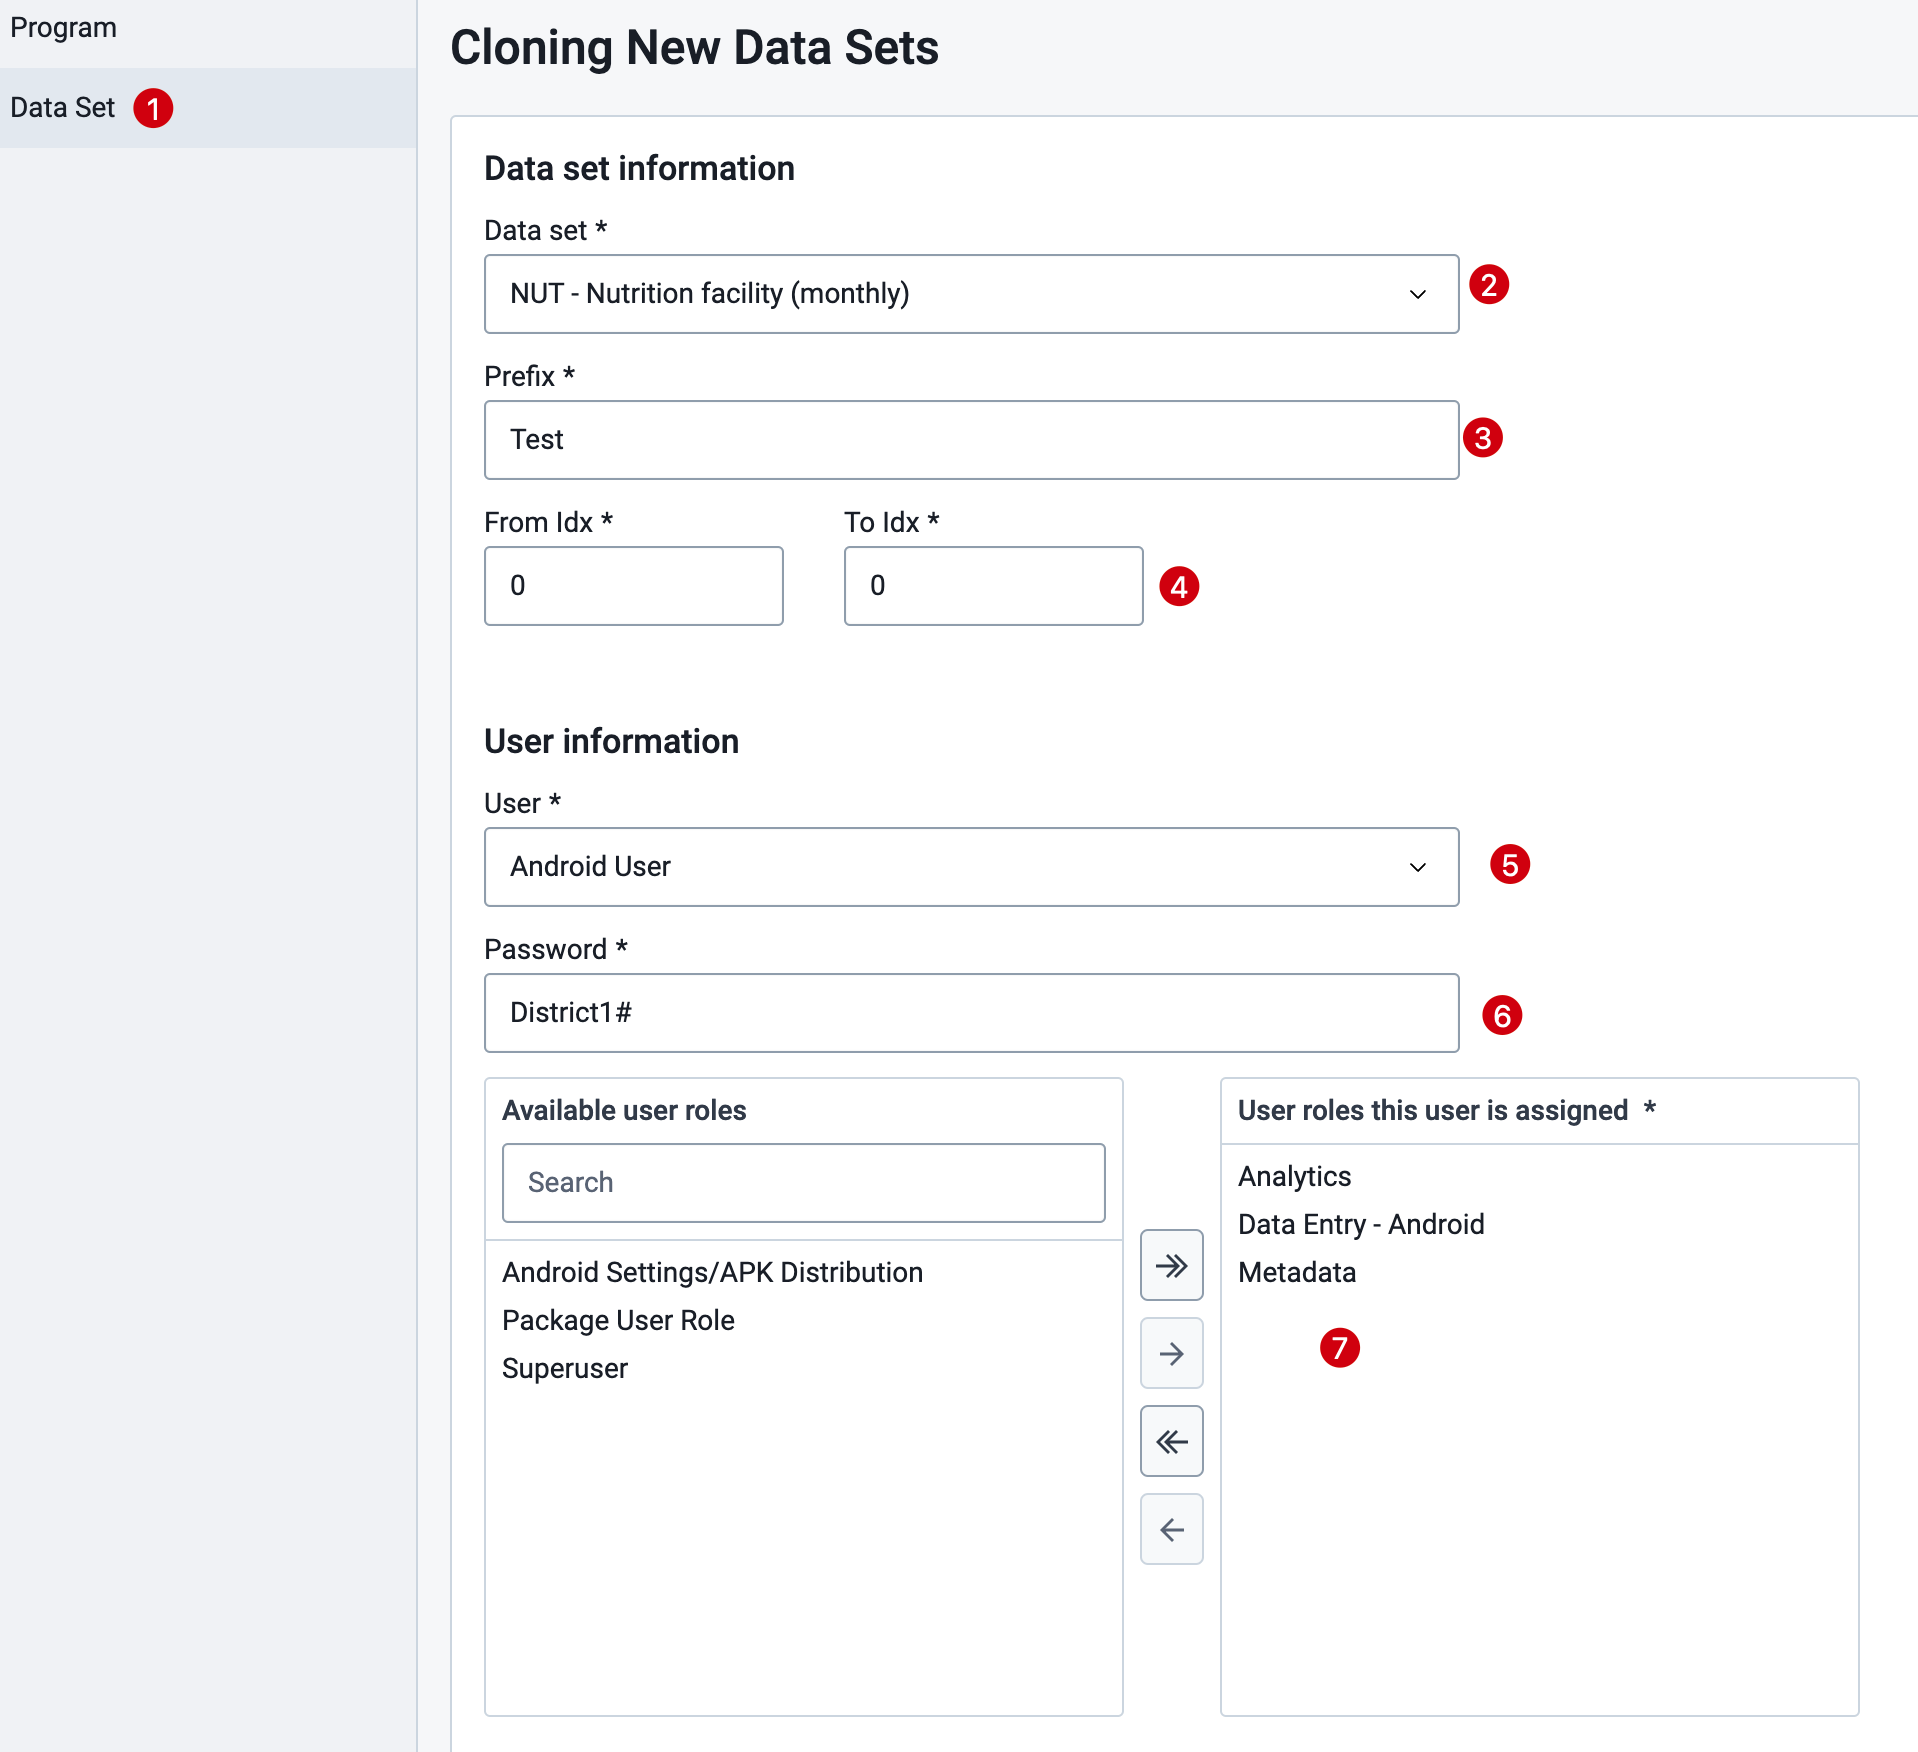 Program
Data Set 1
Cloning New Data Sets
Data set information
Data set *
NUT - Nutrition facility (monthly)
2
Prefix *
Test
3
From Idx * To Idx *
0 0
4
User information
User *
Android User
5
Password *
District1#
6
Available user roles
Search
Android Settings/APK Distribution
Package User Role
Superuser
User roles this user is assigned *
Analytics
Data Entry - Android
Metadata
7